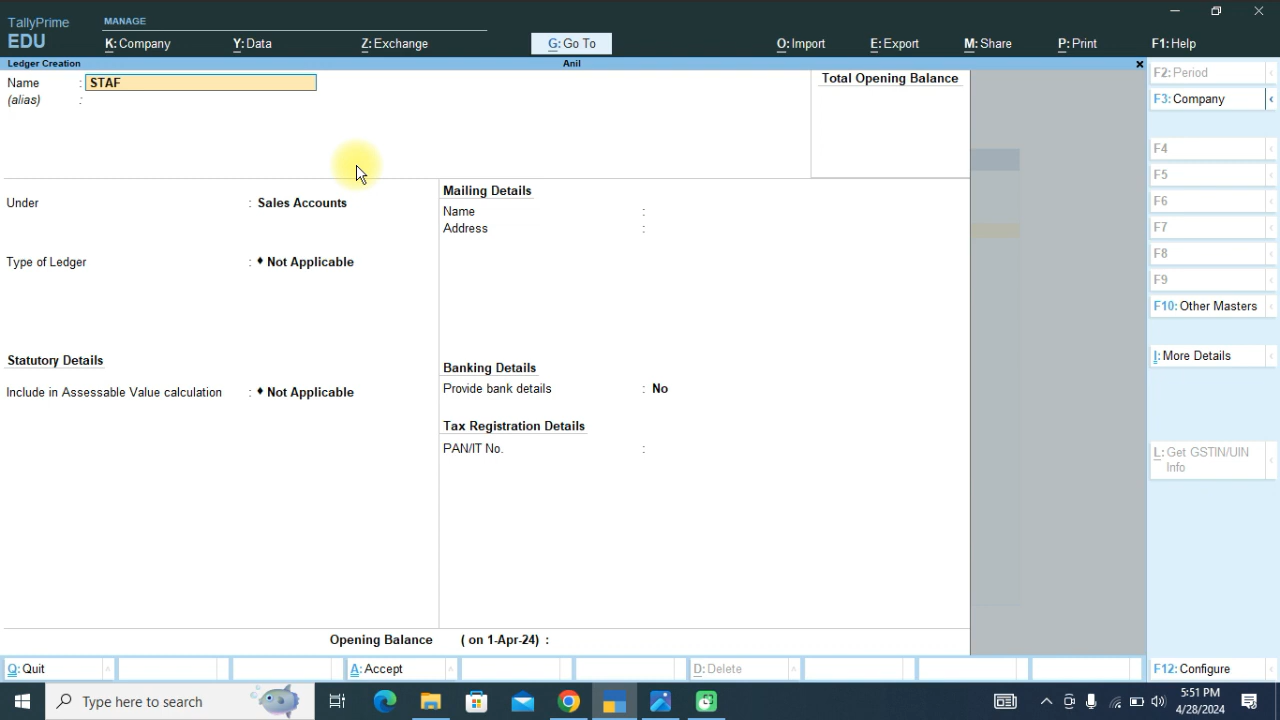 TallyPrime
EDU
MANAGE
K: Company Y: Data Z: Exchange G: Go To O: Import E: Export M: Share P: Print F1: Help
Ledger Creation Anil ×
Name : STAF
(alias) :
Total Opening Balance
Under : Sales Accounts
Type of Ledger : ♦ Not Applicable
Statutory Details
Include in Assessable Value calculation : ♦ Not Applicable
Mailing Details
Name :
Address :
Banking Details
Provide bank details : No
Tax Registration Details
PAN/IT No. :
Opening Balance ( on 1-Apr-24) :
F2: Period
F3: Company
F4
F5
F6
F7
F8
F9
F10: Other Masters
I: More Details
L: Get GSTIN/UIN
Info
Q: Quit A: Accept D: Delete F12: Configure
Type here to search
5:51 PM
4/28/2024